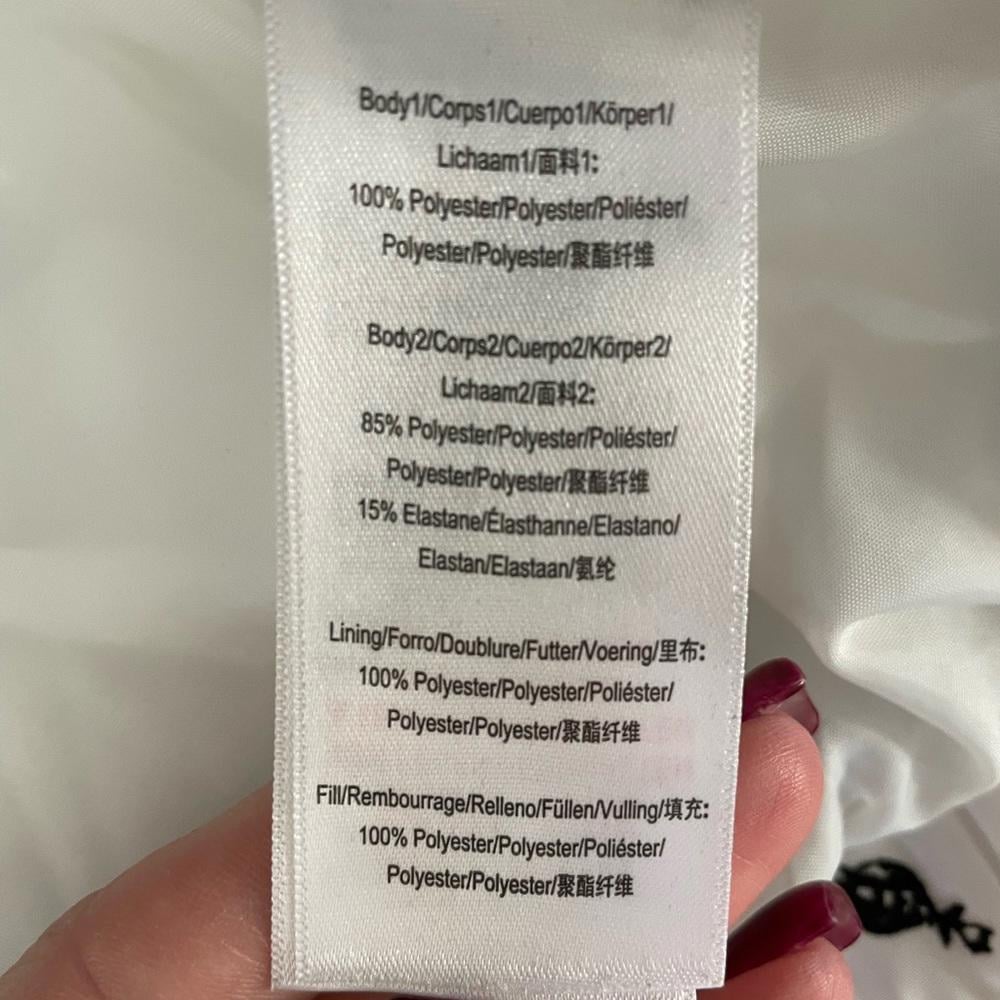 Body1/Corps1/Cuerpo1/Körper1/
Lichaam1/面料1:
100% Polyester/Polyester/Poliéster/
Polyester/Polyester/聚酯纤维
Body2/Corps2/Cuerpo2/Körper2/
Lichaam2/面料2:
85% Polyester/Polyester/Poliéster/
Polyester/Polyester/聚酯纤维
15% Elastane/Élasthanne/Elastano/
Elastan/Elastaan/氨纶
Lining/Forro/Doublure/Futter/Voering/里布:
100% Polyester/Polyester/Poliéster/
Polyester/Polyester/聚酯纤维
Fill/Rembourrage/Relleno/Füllen/Vulling/填充:
100% Polyester/Polyester/Poliéster/
Polyester/Polyester/聚酯纤维